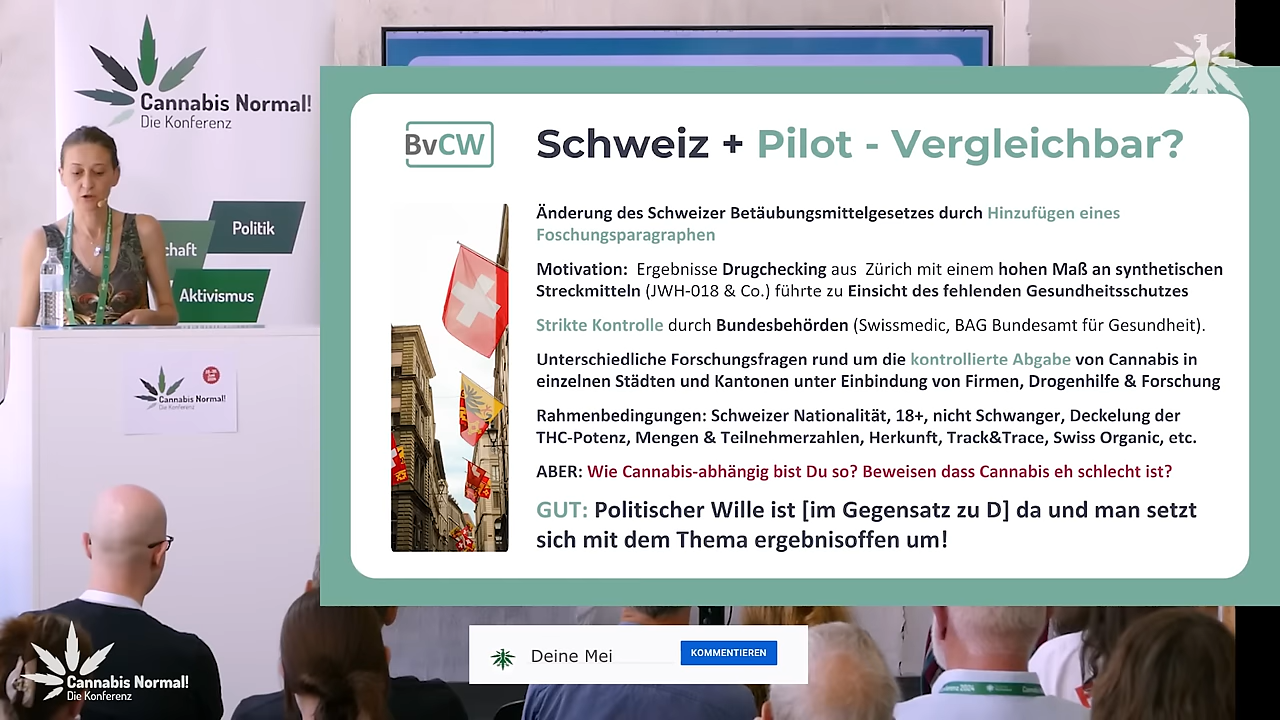 Cannabis Normal!
Die Konferenz
Politik
chaft
Aktivismus
Cannabis Normal!
Die Konferenz
BvCW
Schweiz + Pilot - Vergleichbar?
Änderung des Schweizer Betäubungsmittelgesetzes durch Hinzufügen eines
Foschungsparagraphen
Motivation: Ergebnisse Drugchecking aus Zürich mit einem hohen Maß an synthetischen
Streckmitteln (JWH-018 & Co.) führte zu Einsicht des fehlenden Gesundheitsschutzes
Strikte Kontrolle durch Bundesbehörden (Swissmedic, BAG Bundesamt für Gesundheit).
Unterschiedliche Forschungsfragen rund um die kontrollierte Abgabe von Cannabis in
einzelnen Städten und Kantonen unter Einbindung von Firmen, Drogenhilfe & Forschung
Rahmenbedingungen: Schweizer Nationalität, 18+, nicht Schwanger, Deckelung der
THC-Potenz, Mengen & Teilnehmerzahlen, Herkunft, Track&Trace, Swiss Organic, etc.
ABER: Wie Cannabis-abhängig bist Du so? Beweisen dass Cannabis eh schlecht ist?
GUT: Politischer Wille ist [im Gegensatz zu D] da und man setzt
sich mit dem Thema ergebnisoffen um!
Deine Mei
KOMMENTIEREN
Cannabis Normal!
Die Konferenz
2024